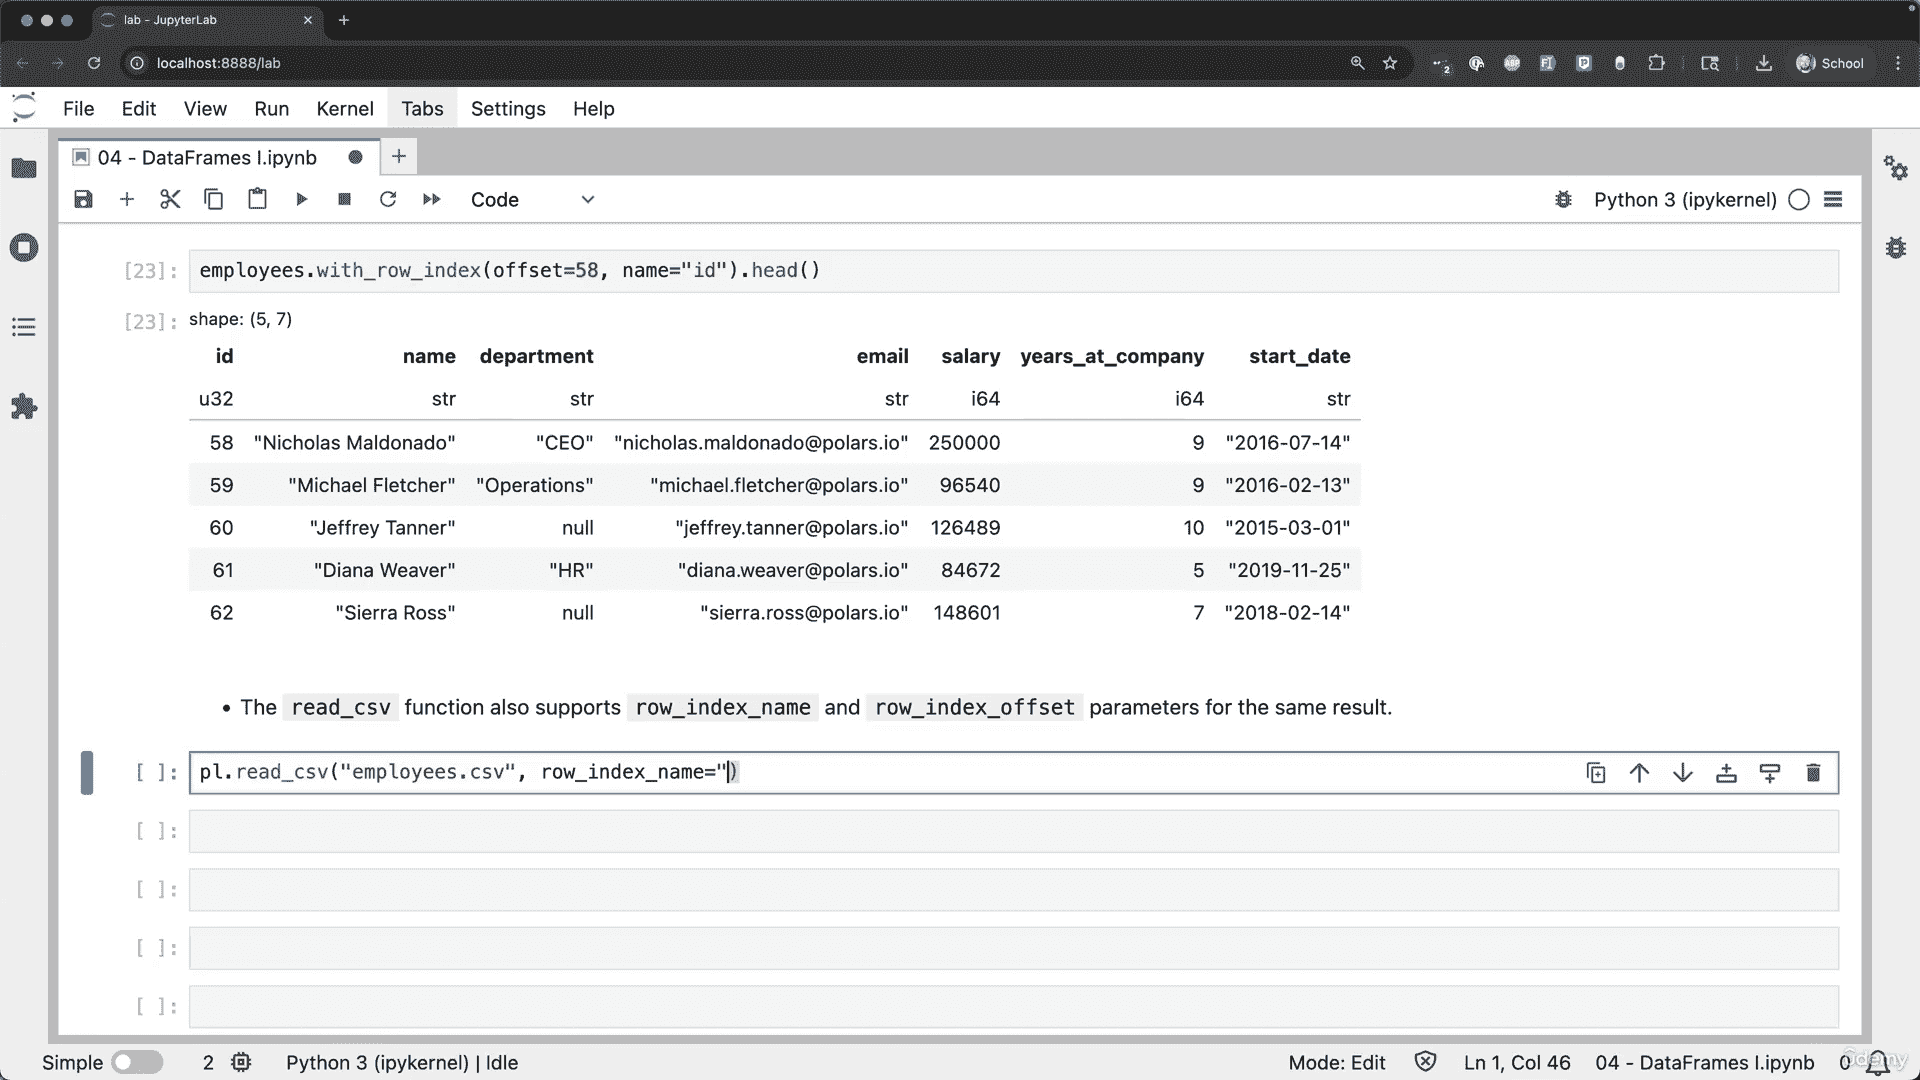 lab - JupyterLab
localhost:8888/lab
2
ABP
School
File Edit View Run Kernel Tabs Settings Help
04 - DataFrames I.ipynb
Code
Python 3 (ipykernel)
[23]: employees.with_row_index(offset=58, name="id").head()
[23]: shape: (5, 7)
id name department email salary years_at_company start_date
u32 str str str i64 i64 str
58 "Nicholas Maldonado" "CEO" "nicholas.maldonado@polars.io" 250000 9 "2016-07-14"
59 "Michael Fletcher" "Operations" "michael.fletcher@polars.io" 96540 9 "2016-02-13"
60 "Jeffrey Tanner" null "jeffrey.tanner@polars.io" 126489 10 "2015-03-01"
61 "Diana Weaver" "HR" "diana.weaver@polars.io" 84672 5 "2019-11-25"
62 "Sierra Ross" null "sierra.ross@polars.io" 148601 7 "2018-02-14"
• The read_csv function also supports row_index_name and row_index_offset parameters for the same result.
[ ]: pl.read_csv("employees.csv", row_index_name=")
[ ]:
[ ]:
[ ]:
[ ]:
Simple 2 Python 3 (ipykernel) | Idle Mode: Edit Ln 1, Col 46 04 - DataFrames I.ipynb 0
udemy